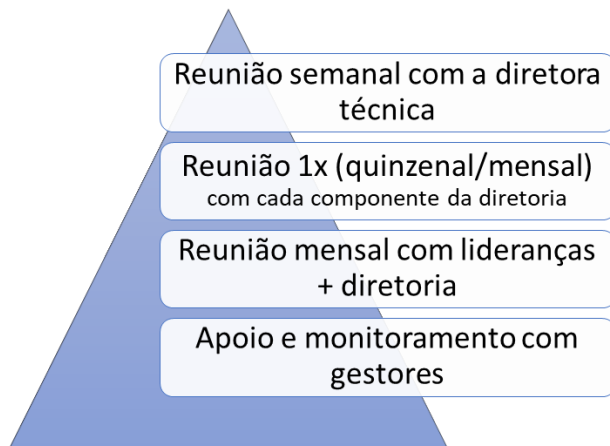 Reunião semanal com a diretora
técnica
Reunião 1x (quinzenal/mensal)
com cada componente da diretoria
Reunião mensal com lideranças
+ diretoria
Apoio e monitoramento com
gestores